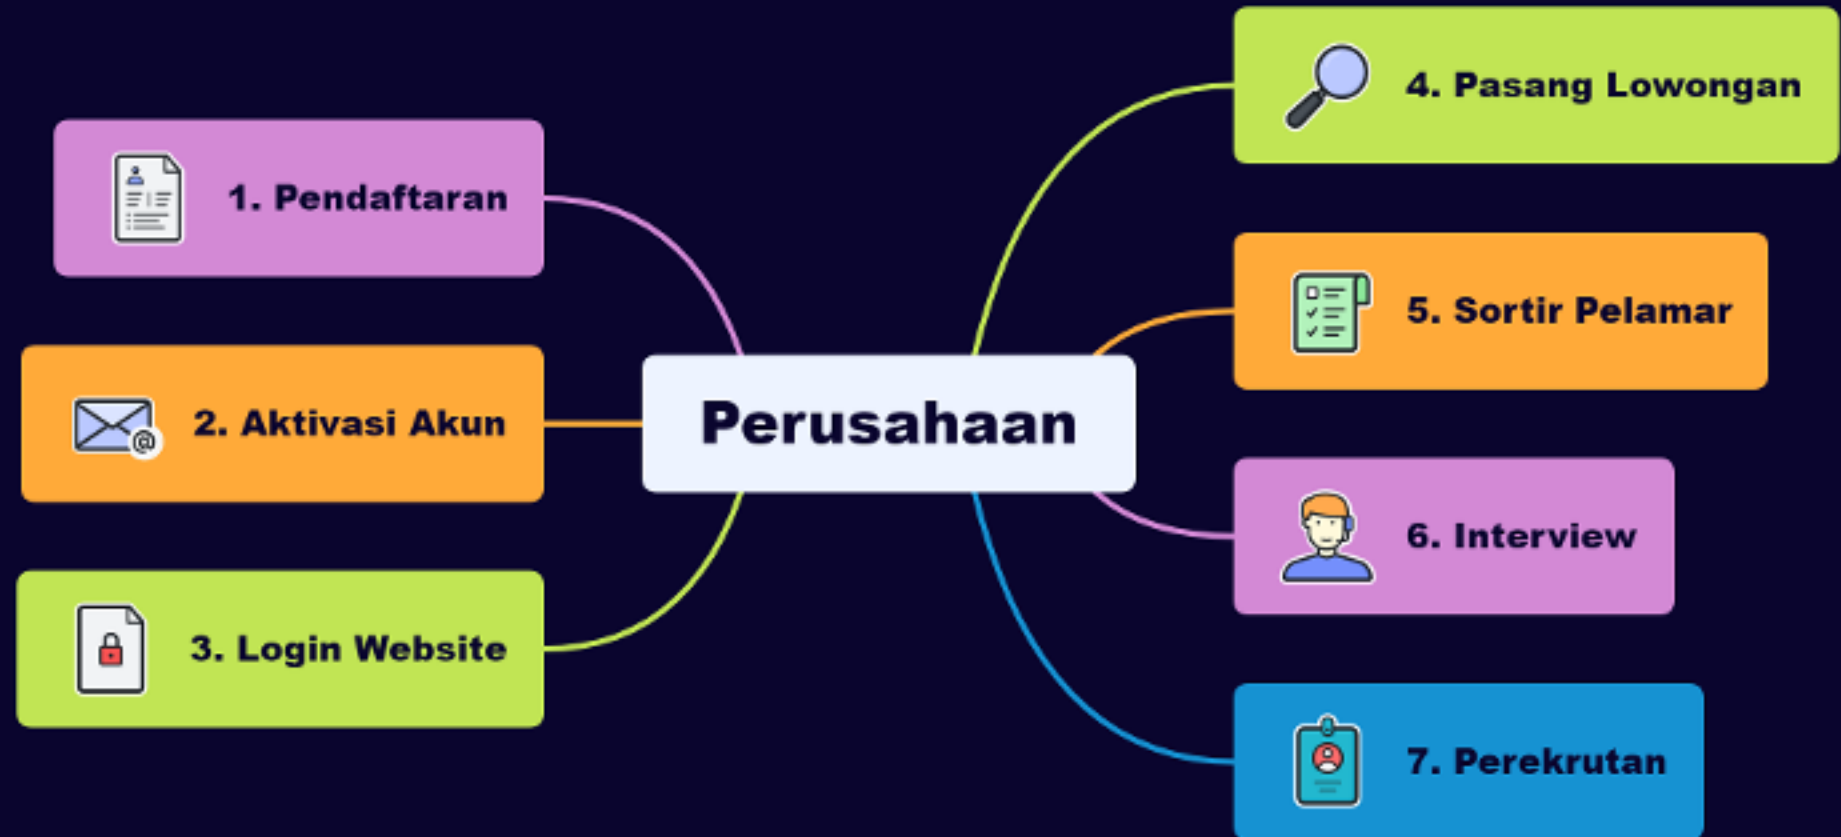 1. Pendaftaran
2. Aktivasi Akun
3. Login Website
Perusahaan
4. Pasang Lowongan
5. Sortir Pelamar
6. Interview
7. Perekrutan